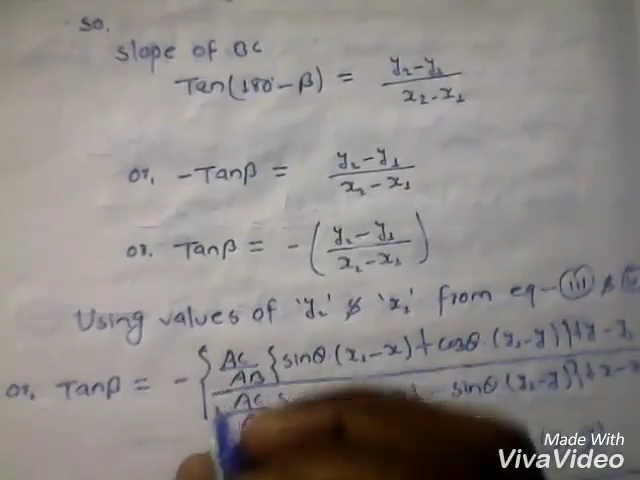 so.
slope of BC
Tan(180-β) = y₂-y₁ / x₂-x₁
or, -Tanβ = y₂-y₁ / x₂-x₁
or, Tanβ = -(y₂-y₁ / x₂-x₁)
Using values of 'y₂' & 'x₂' from eq-(iii) &
or, Tanβ = -{ AC/AB {sinθ (x₁-x) + cosθ (y₁-y)} + y - y₁
AC sinθ (y₁-y)} + x - x
Made With
VivaVideo